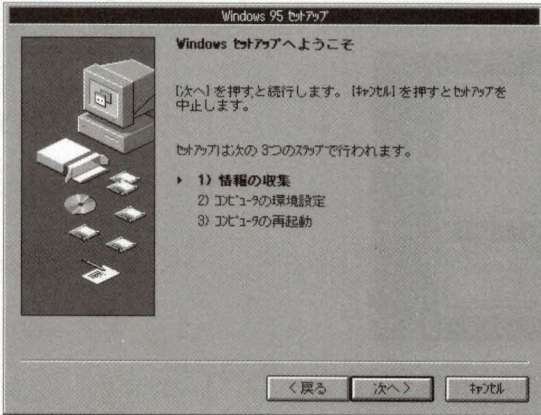 Windows 95 ｾｯﾄｱｯﾌﾟ
Windows ｾｯﾄｱｯﾌﾟへようこそ
[次へ] を押すと続行します。 [ｷｬﾝｾﾙ] を押すとｾｯﾄｱｯﾌﾟを
中止します。
ｾｯﾄｱｯﾌﾟは次の 3つのｽﾃｯﾌﾟで行われます。
1) 情報の収集
2) ｺﾝﾋﾟｭｰﾀの環境設定
3) ｺﾝﾋﾟｭｰﾀの再起動
< 戻る
次へ >
ｷｬﾝｾﾙ